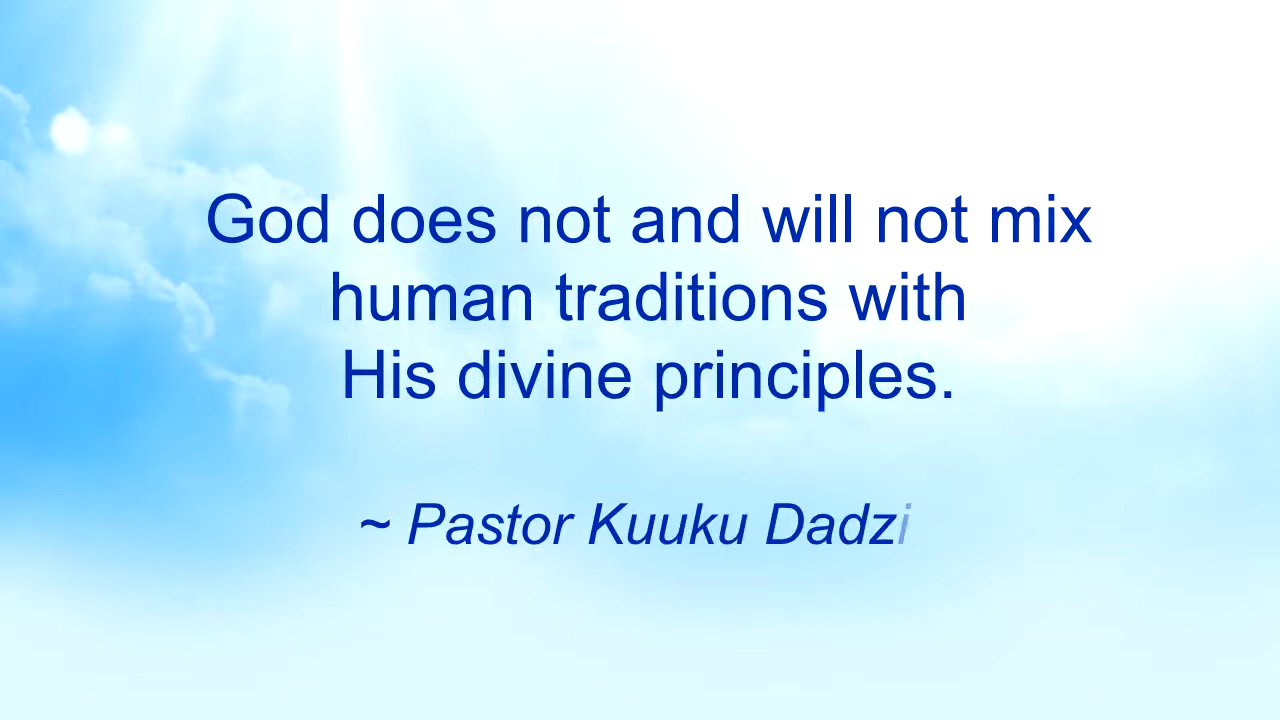 God does not and will not mix
human traditions with
His divine principles.
~ Pastor Kuuku Dadzi